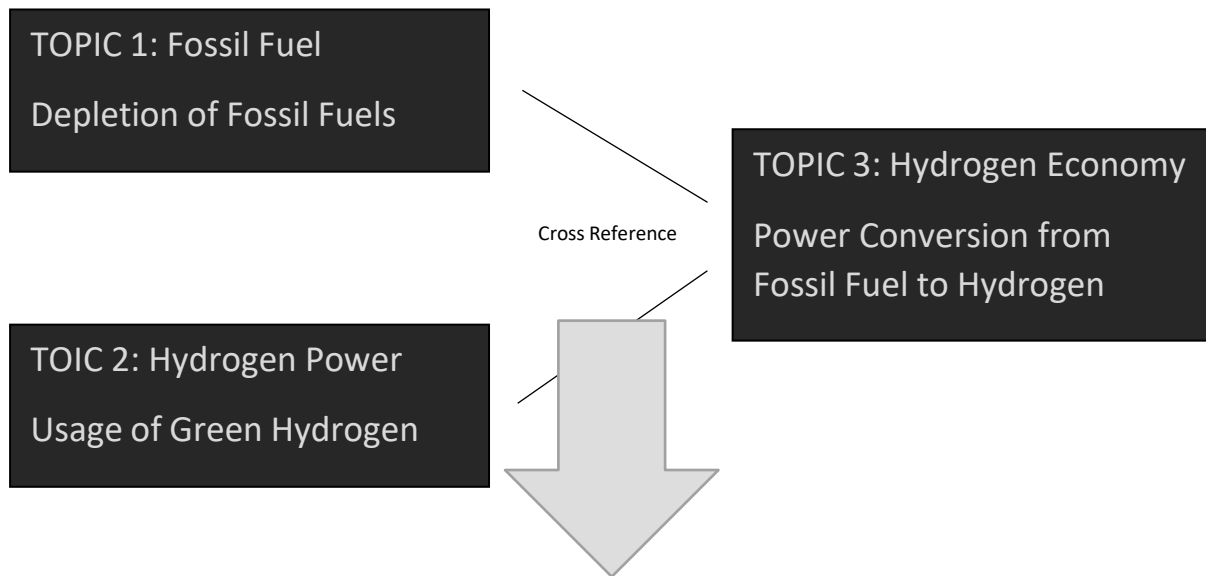 TOPIC 1: Fossil Fuel
Depletion of Fossil Fuels
TOPIC 3: Hydrogen Economy
Power Conversion from
Fossil Fuel to Hydrogen
Cross Reference
TOIC 2: Hydrogen Power
Usage of Green Hydrogen